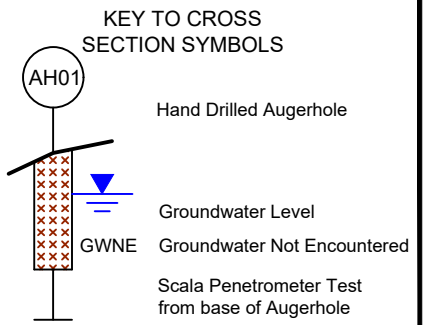 KEY TO CROSS
SECTION SYMBOLS
AH01
Hand Drilled Augerhole
Groundwater Level
GWNE Groundwater Not Encountered
Scala Penetrometer Test
from base of Augerhole